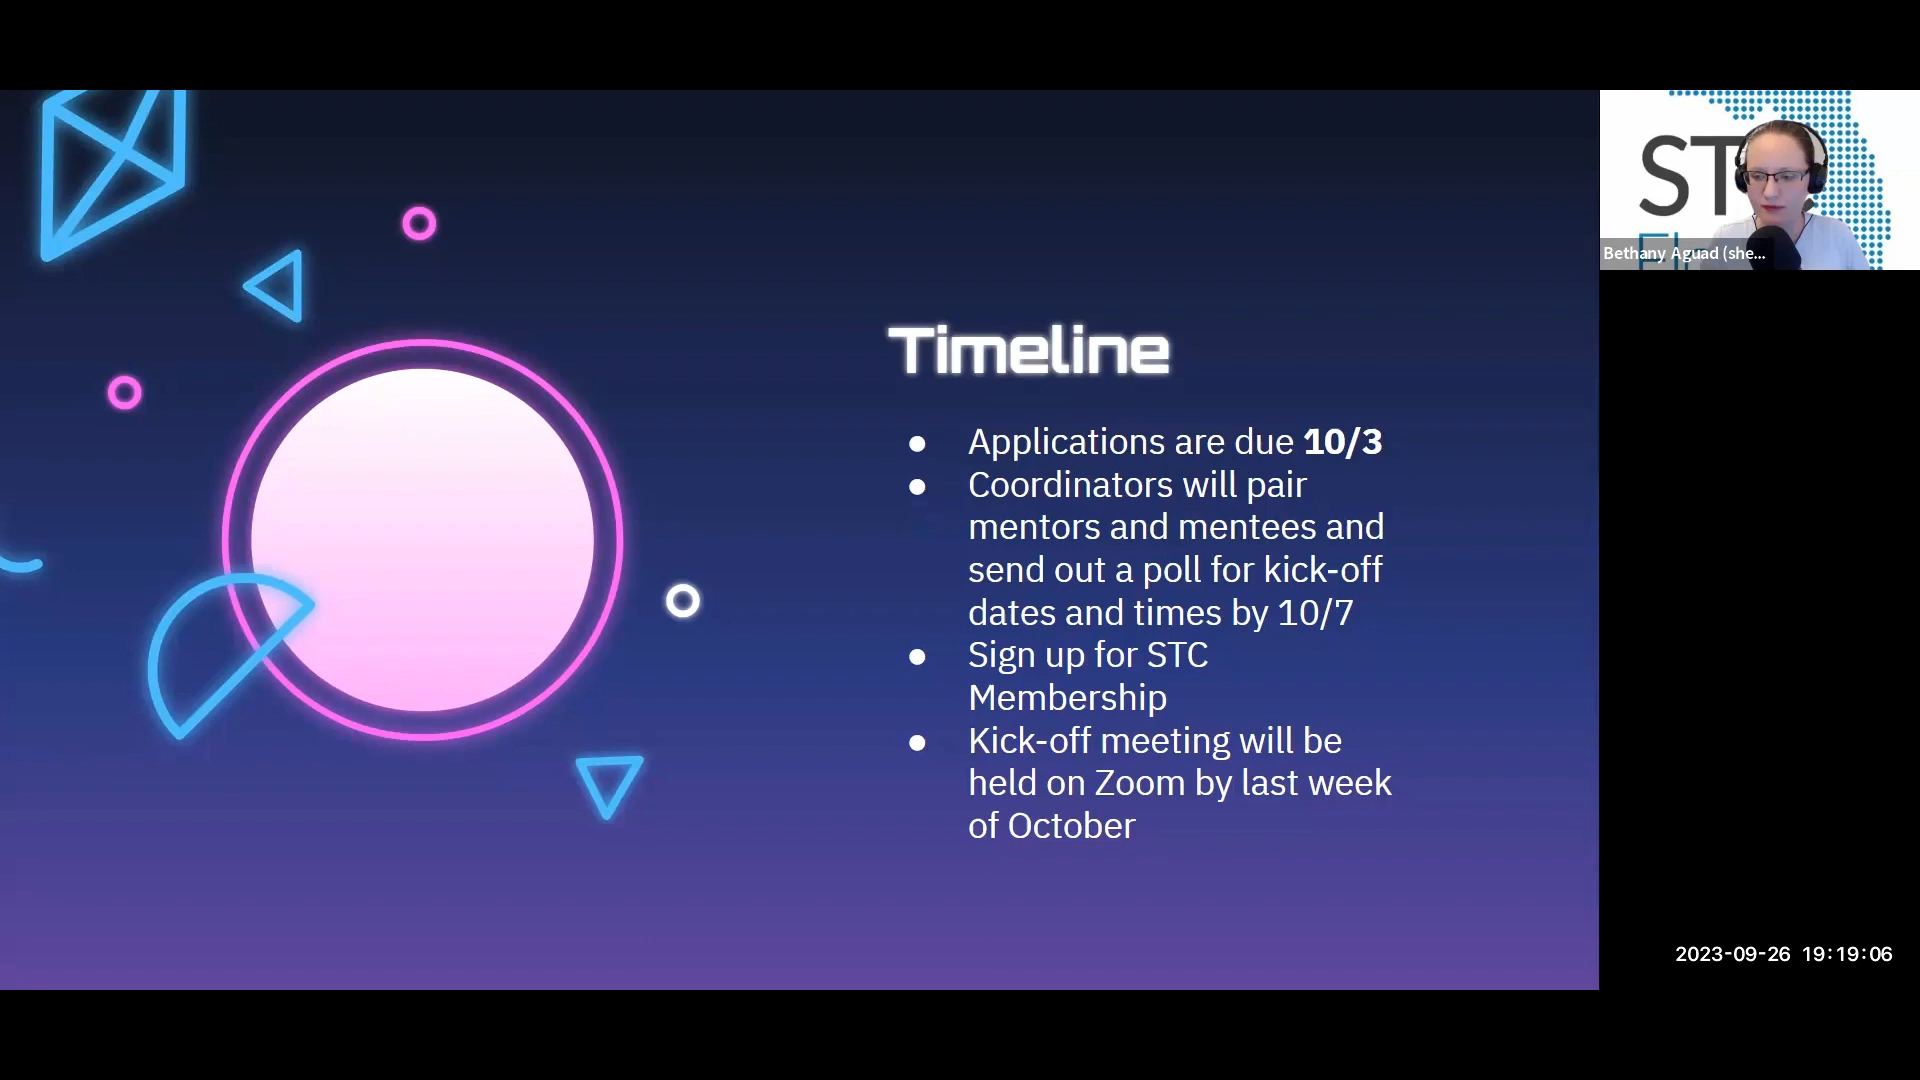 Timeline
● Applications are due 10/3
● Coordinators will pair
mentors and mentees and
send out a poll for kick-off
dates and times by 10/7
● Sign up for STC
Membership
● Kick-off meeting will be
held on Zoom by last week
of October
Bethany Aguad (she...
2023-09-26 19:19:06